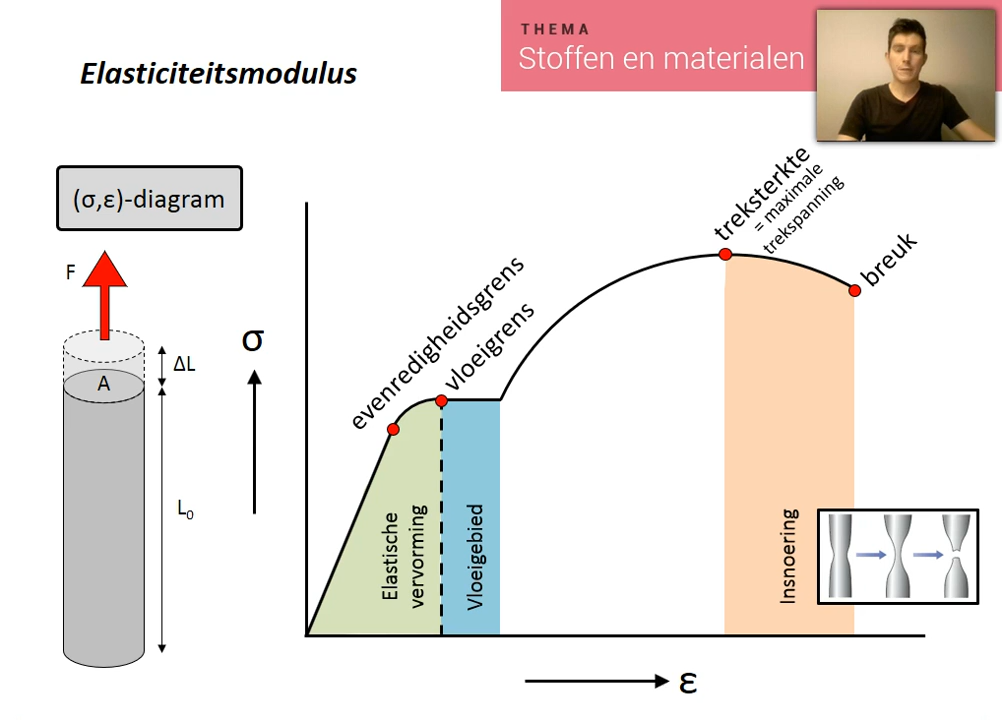 THEMA
Stoffen en materialen
Elasticiteitsmodulus
(σ,ε)-diagram
F
ΔL
A
L₀
σ
evenredigheidsgrens
vloeigrens
treksterkte
= maximale
trekspanning
breuk
Elastische
vervorming
Vloeigebied
Insnoering
ε